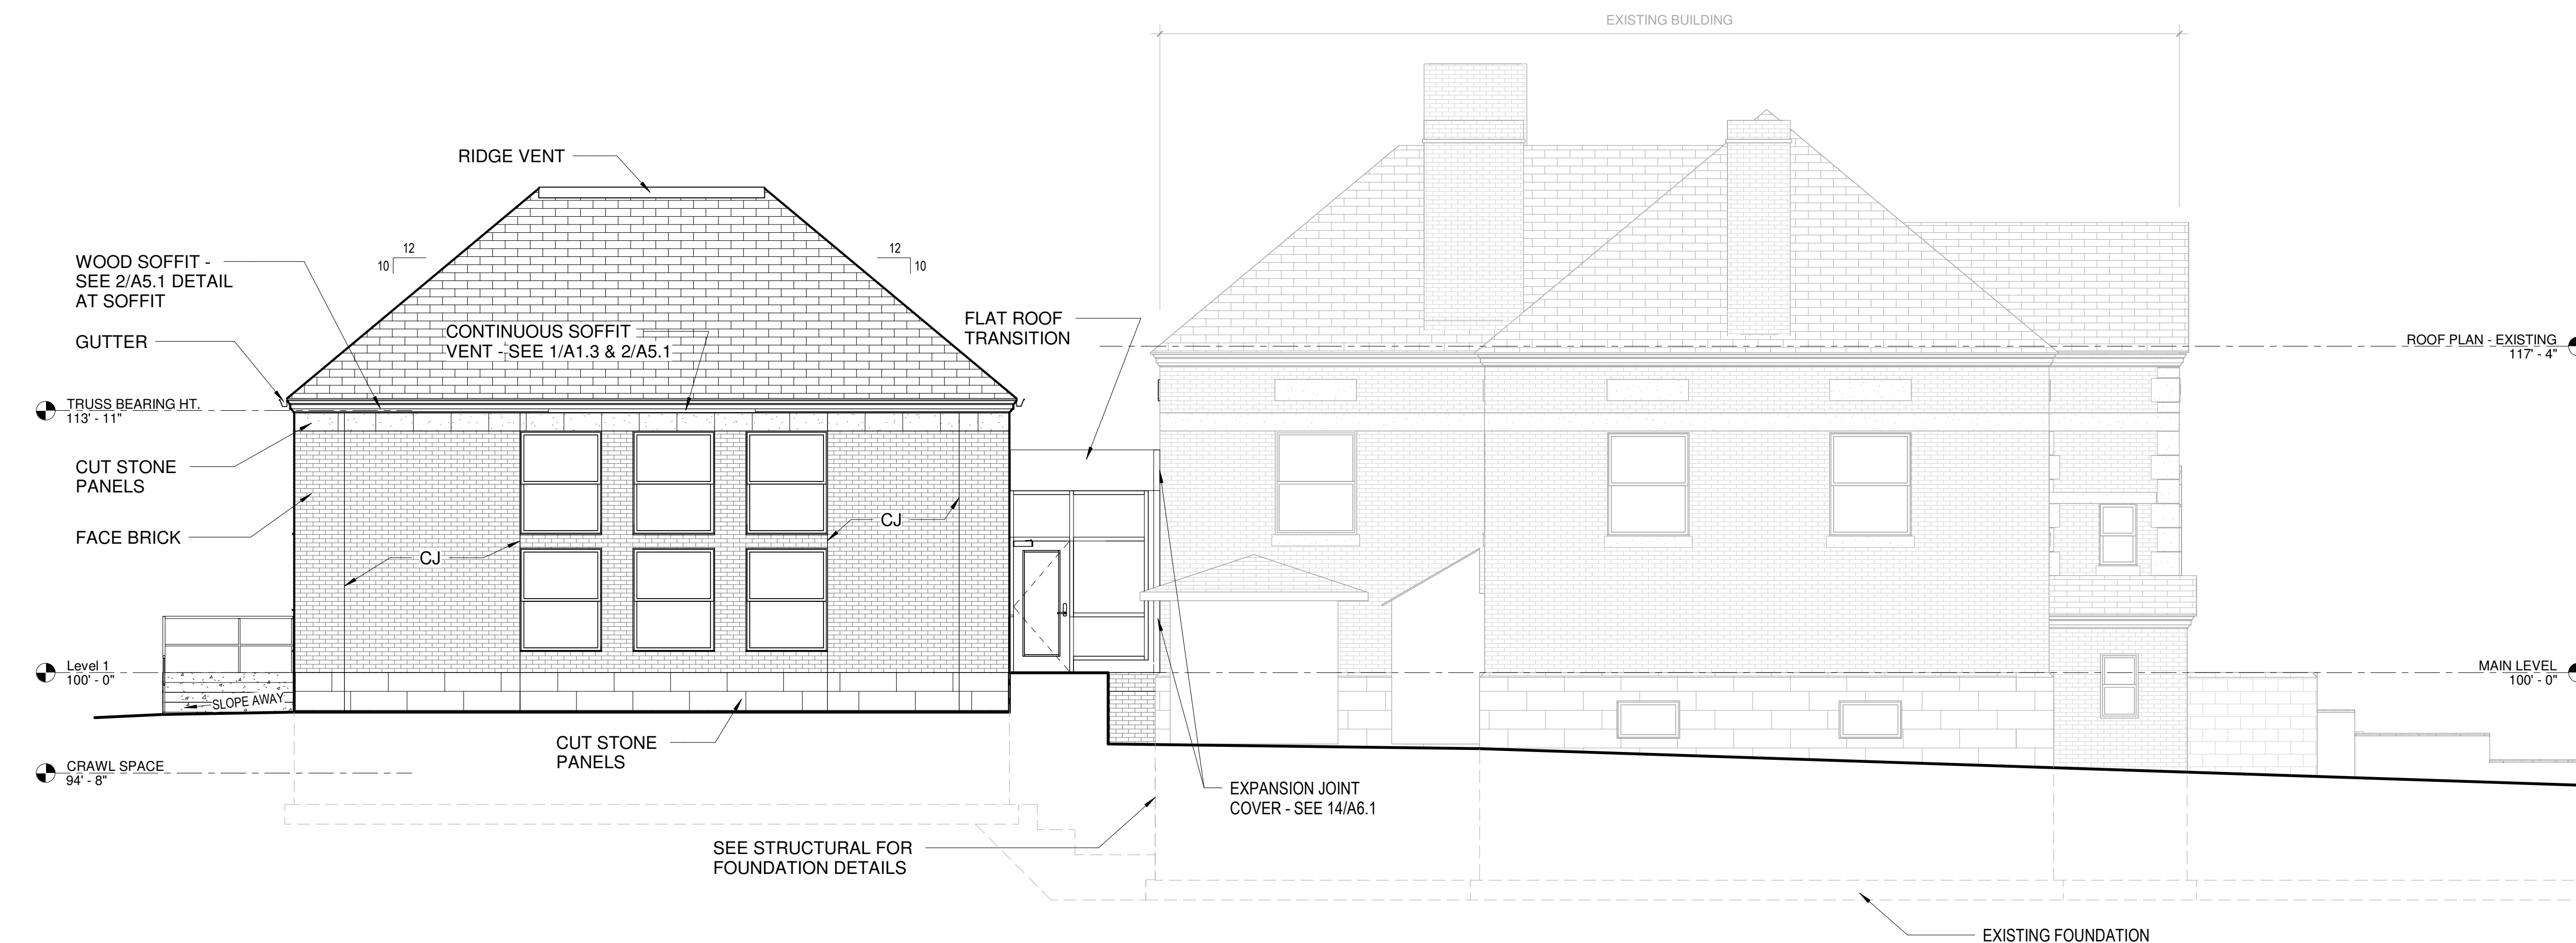 EXISTING BUILDING
RIDGE VENT
12
10
12
10
WOOD SOFFIT -
SEE 2/A5.1 DETAIL
AT SOFFIT
CONTINUOUS SOFFIT
VENT - SEE 1/A1.3 & 2/A5.1
FLAT ROOF
TRANSITION
GUTTER
ROOF PLAN - EXISTING
117' - 4"
TRUSS BEARING HT.
113' - 11"
CUT STONE
PANELS
FACE BRICK
CJ
CJ
Level 1
100' - 0"
MAIN LEVEL
100' - 0"
SLOPE AWAY
CUT STONE
PANELS
CRAWL SPACE
94' - 8"
EXPANSION JOINT
COVER - SEE 14/A6.1
SEE STRUCTURAL FOR
FOUNDATION DETAILS
EXISTING FOUNDATION